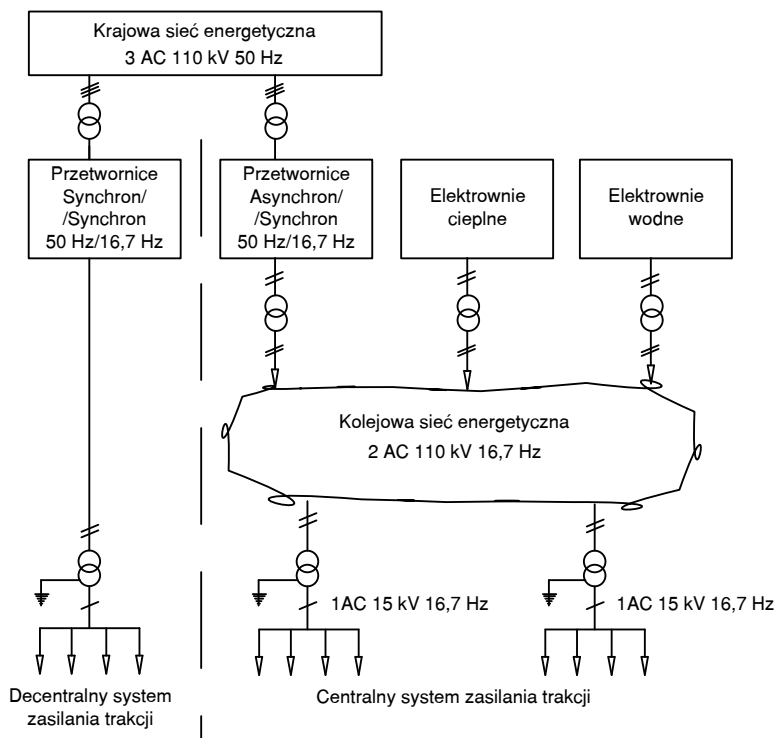 Krajowa sieć energetyczna
3 AC 110 kV 50 Hz
Przetwornice
Synchron/
/Synchron
50 Hz/16,7 Hz
Przetwornice
Asynchron/
/Synchron
50 Hz/16,7 Hz
Elektrownie
cieplne
Elektrownie
wodne
Kolejowa sieć energetyczna
2 AC 110 kV 16,7 Hz
1AC 15 kV 16,7 Hz
1AC 15 kV 16,7 Hz
Decentralny system
zasilania trakcji
Centralny system zasilania trakcji